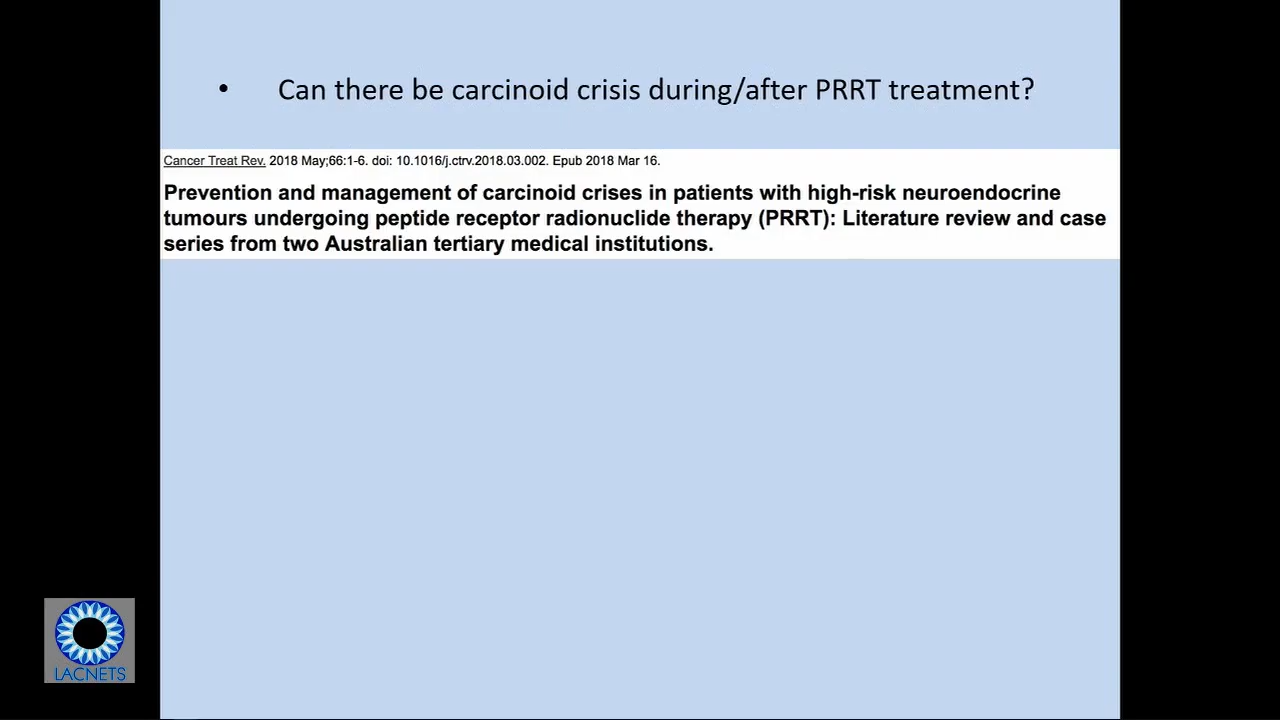 • Can there be carcinoid crisis during/after PRRT treatment?
Cancer Treat Rev. 2018 May;66:1-6. doi: 10.1016/j.ctrv.2018.03.002. Epub 2018 Mar 16.
Prevention and management of carcinoid crises in patients with high-risk neuroendocrine
tumours undergoing peptide receptor radionuclide therapy (PRRT): Literature review and case
series from two Australian tertiary medical institutions.
LACNETS